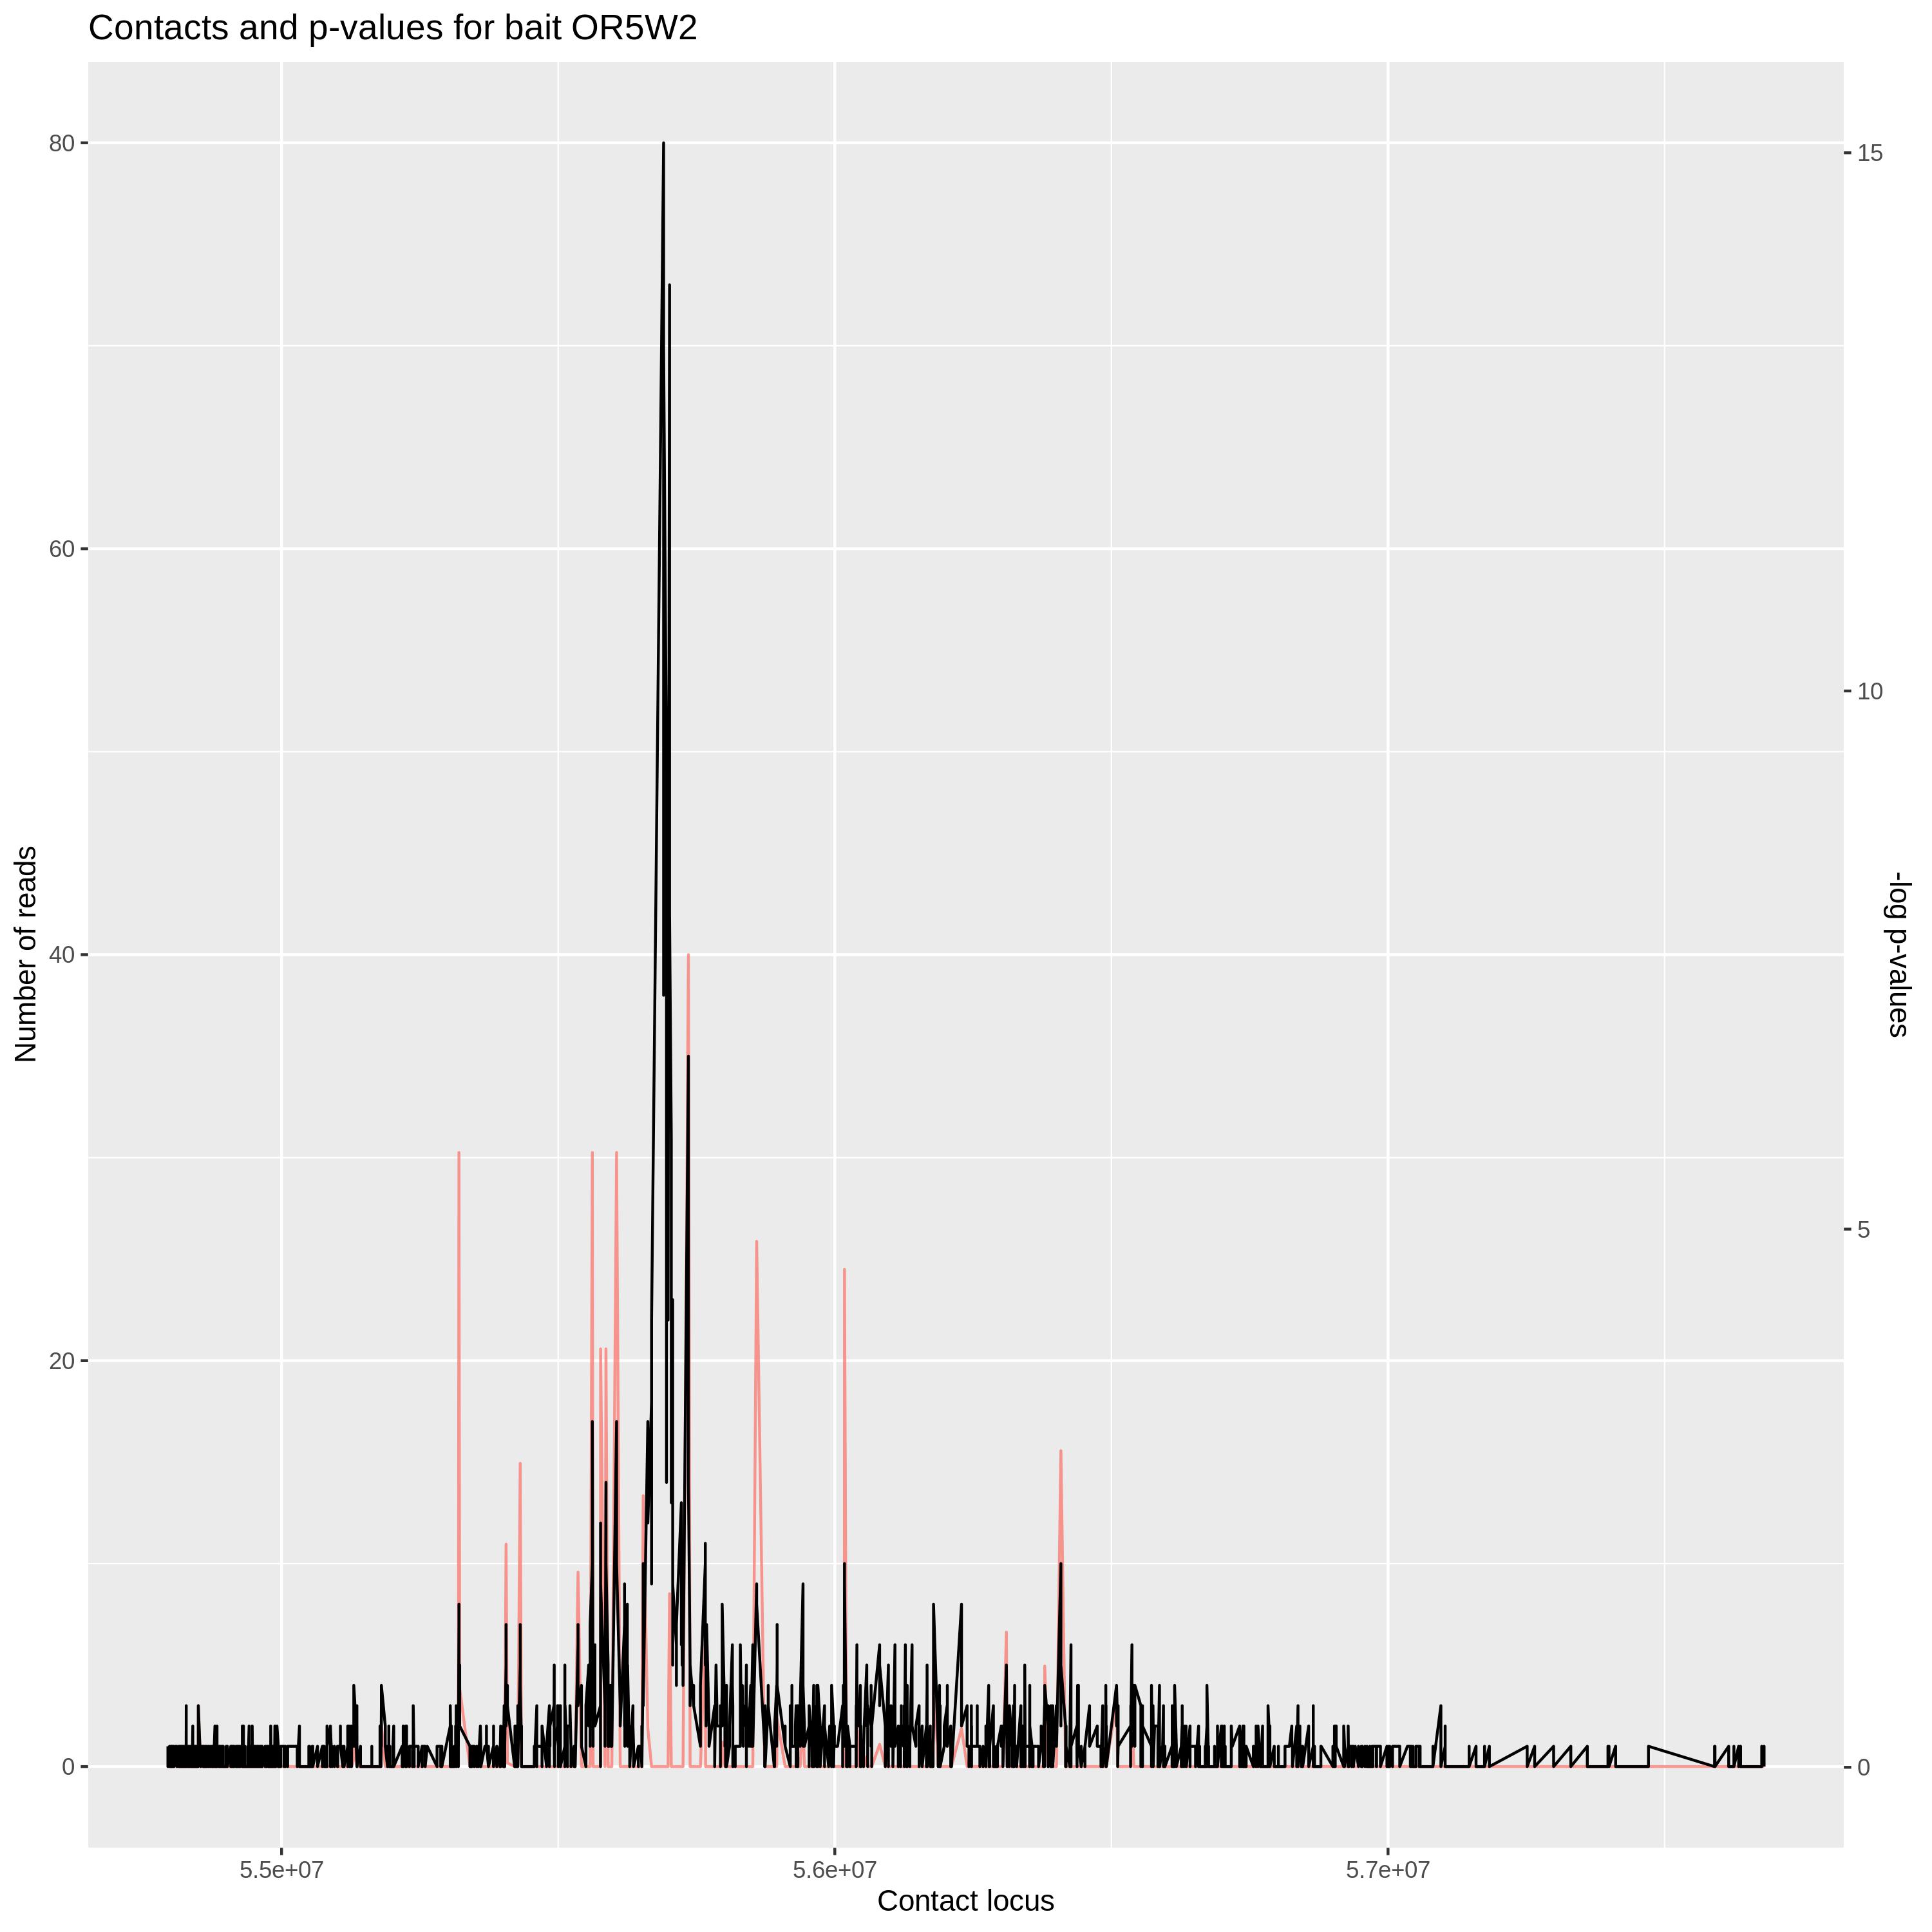 Contacts and p-values for bait OR5W2
80
60
40
20
0
15
10
5
0
5.5e+07
5.6e+07
5.7e+07
Contact locus
Number of reads
-log p-values